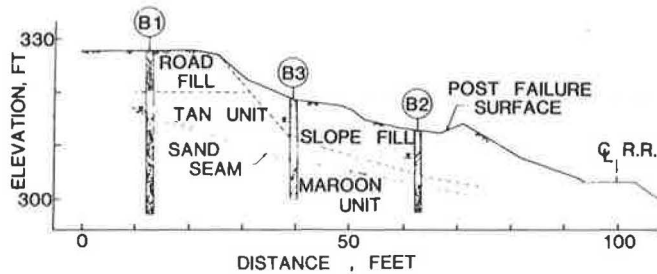 B1
330
ROAD
FILL
B3
B2
POST FAILURE
SURFACE
TAN UNIT
SLOPE FILL
SAND
SEAM
℄ R.R.
MAROON
UNIT
300
ELEVATION, FT
0
50
100
DISTANCE , FEET